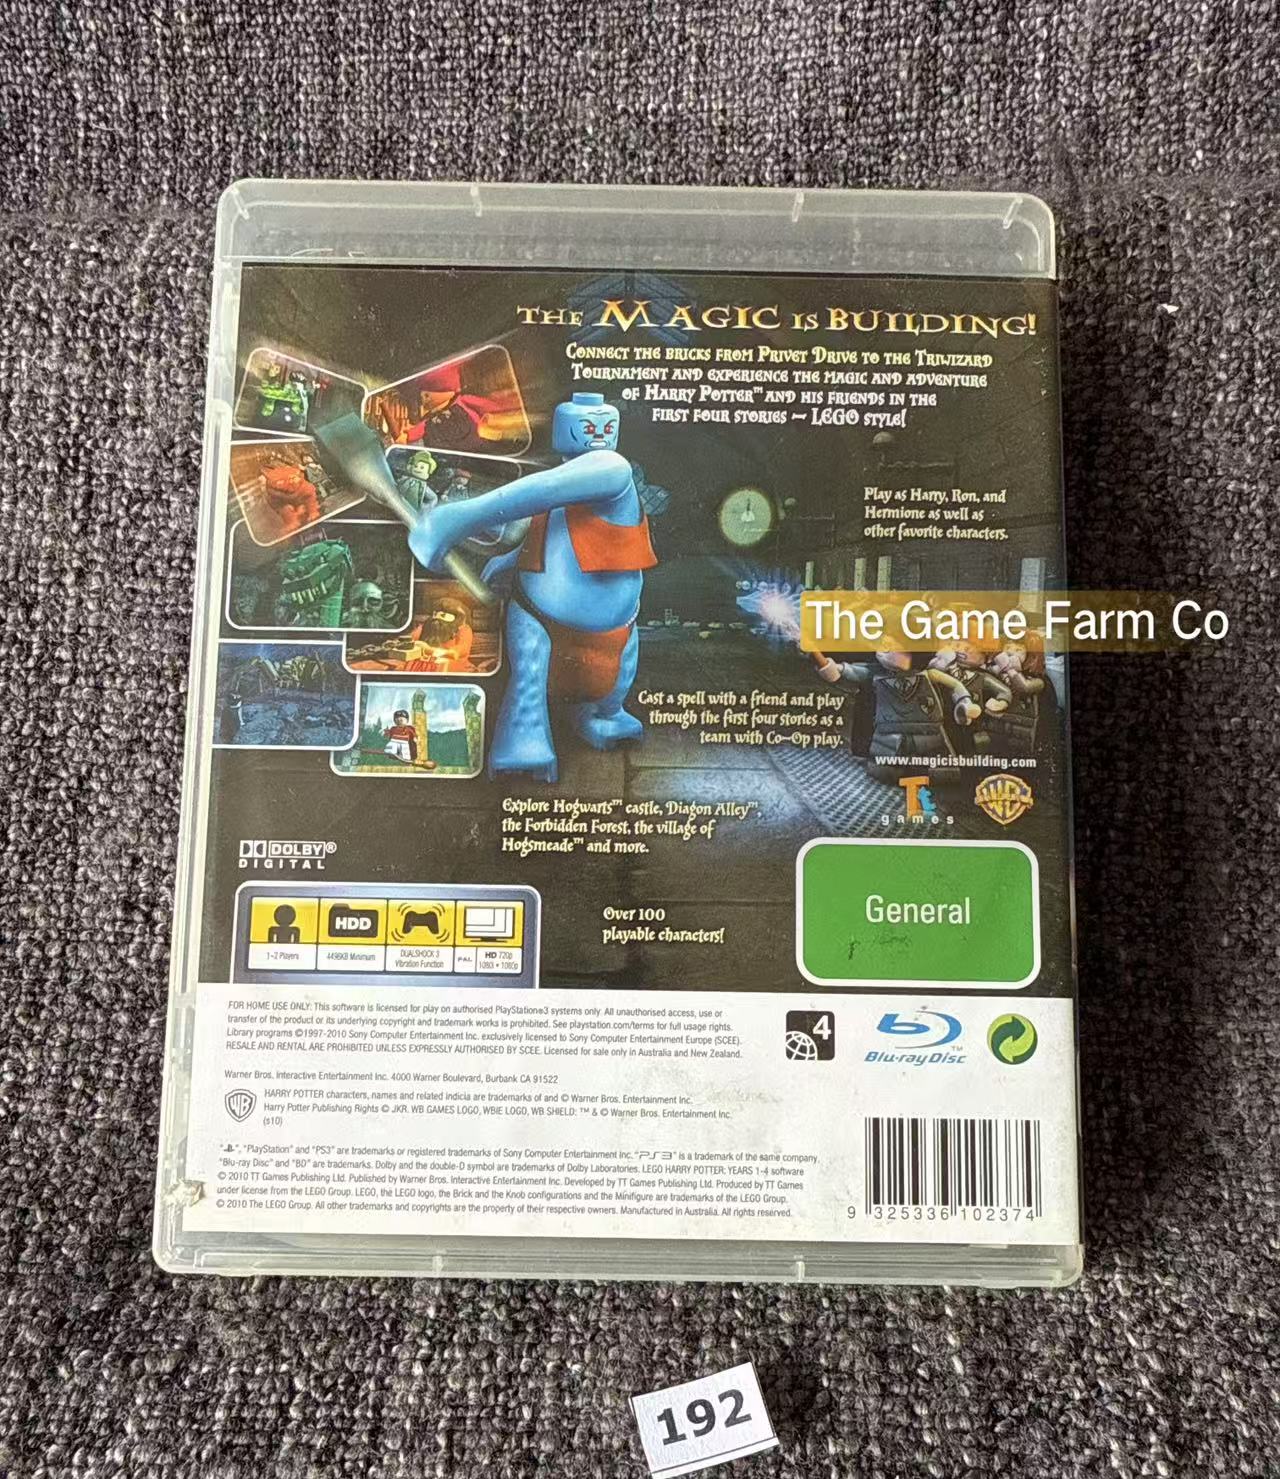 THE MAGIC IS BUILDING!
CONNECT THE BRICKS FROM PRIVET DRIVE TO THE TRIWIZARD
TOURNAMENT AND EXPERIENCE THE MAGIC AND ADVENTURE
OF HARRY POTTER™ AND HIS FRIENDS IN THE
FIRST FOUR STORIES – LEGO STYLE!
Play as Harry, Ron, and
Hermione as well as
other favorite characters.
The Game Farm Co
Cast a spell with a friend and play
through the first four stories as a
team with Co-Op play.
www.magicisbuilding.com
Tt
games
WB
Explore Hogwarts™ castle, Diagon Alley™,
the Forbidden Forest, the village of
Hogsmeade™ and more.
DOLBY®
DIGITAL
General
Over 100
playable characters!
HDD
1-2 Players
4496KB Minimum
DUALSHOCK 3
Vibration Function
PAL
HD 720p
1080i • 1080p
FOR HOME USE ONLY: This software is licensed for play on authorised PlayStation®3 systems only. All unauthorised access, use or
transfer of the product or its underlying copyright and trademark works is prohibited. See playstation.com/terms for full usage rights.
Library programs ©1997-2010 Sony Computer Entertainment Inc. exclusively licensed to Sony Computer Entertainment Europe (SCEE).
RESALE AND RENTAL ARE PROHIBITED UNLESS EXPRESSLY AUTHORISED BY SCEE. Licensed for sale only in Australia and New Zealand.
4
Blu-ray Disc™
Warner Bros. Interactive Entertainment Inc. 4000 Warner Boulevard, Burbank CA 91522
WB
HARRY POTTER characters, names and related indicia are trademarks of and © Warner Bros. Entertainment Inc.
Harry Potter Publishing Rights © JKR. WB GAMES LOGO, WBIE LOGO, WB SHIELD: ™ & © Warner Bros. Entertainment Inc.
(s10)
"", "PlayStation" and "PS3" are trademarks or registered trademarks of Sony Computer Entertainment Inc. "PS3" is a trademark of the same company.
"Blu-ray Disc" and "BD" are trademarks. Dolby and the double-D symbol are trademarks of Dolby Laboratories. LEGO HARRY POTTER: YEARS 1-4 software
© 2010 TT Games Publishing Ltd. Published by Warner Bros. Interactive Entertainment Inc. Developed by TT Games Publishing Ltd. Produced by TT Games
under license from the LEGO Group. LEGO, the LEGO logo, the Brick and the Knob configurations and the Minifigure are trademarks of the LEGO Group.
© 2010 The LEGO Group. All other trademarks and copyrights are the property of their respective owners. Manufactured in Australia. All rights reserved.
9 325336 102374
192